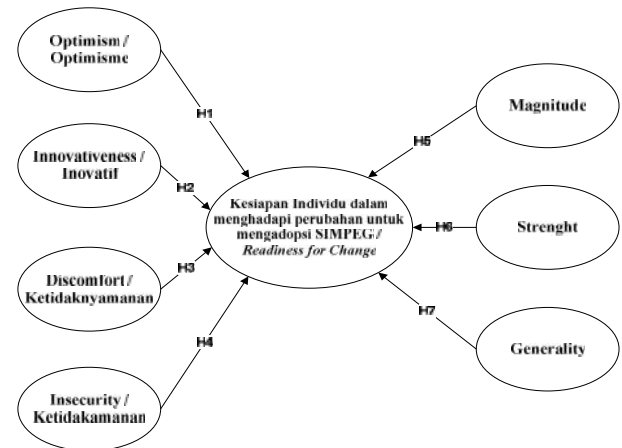 Optimism /
Optimisme
H1
Innovativeness /
Inovatif
H2
Discomfort /
Ketidaknyamanan
H3
Insecurity /
Ketidakamanan
H4
Kesiapan Individu dalam
menghadapi perubahan untuk
mengadopsi SIMPEG /
Readiness for Change
Magnitude
H5
Strenght
H6
Generality
H7